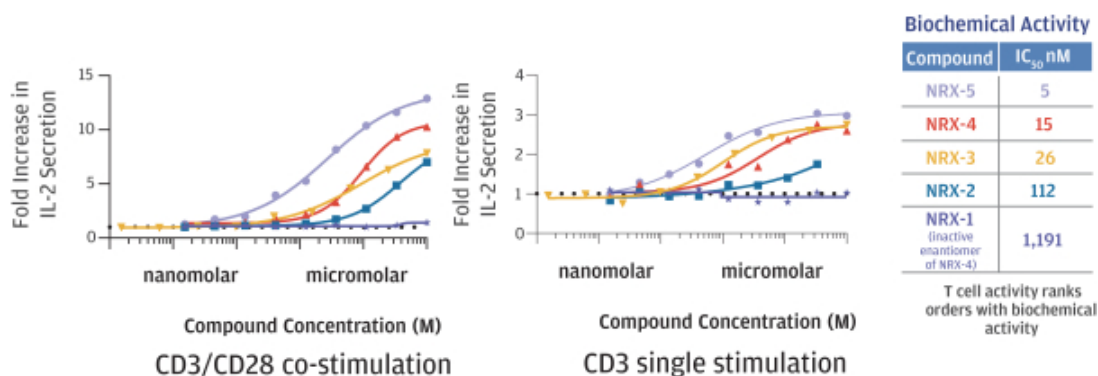 Fold Increase in
IL-2 Secretion
15
10
5
0
nanomolar
micromolar
Compound Concentration (M)
CD3/CD28 co-stimulation
Fold Increase in
IL-2 Secretion
4
3
2
1
0
nanomolar
micromolar
Compound Concentration (M)
CD3 single stimulation
Biochemical Activity
Compound IC50 nM
NRX-5 5
NRX-4 15
NRX-3 26
NRX-2 112
NRX-1
(inactive
enantiomer
of NRX-4)
1,191
T cell activity ranks
orders with biochemical
activity